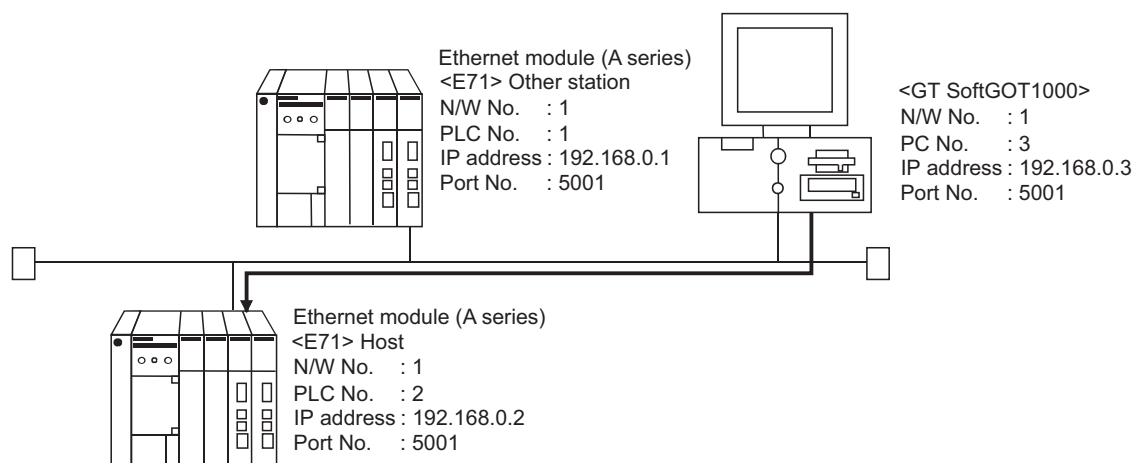 Ethernet module (A series)
<E71> Other station
N/W No. : 1
PLC No. : 1
IP address : 192.168.0.1
Port No. : 5001
<GT SoftGOT1000>
N/W No. : 1
PC No. : 3
IP address : 192.168.0.3
Port No. : 5001
Ethernet module (A series)
<E71> Host
N/W No. : 1
PLC No. : 2
IP address : 192.168.0.2
Port No. : 5001